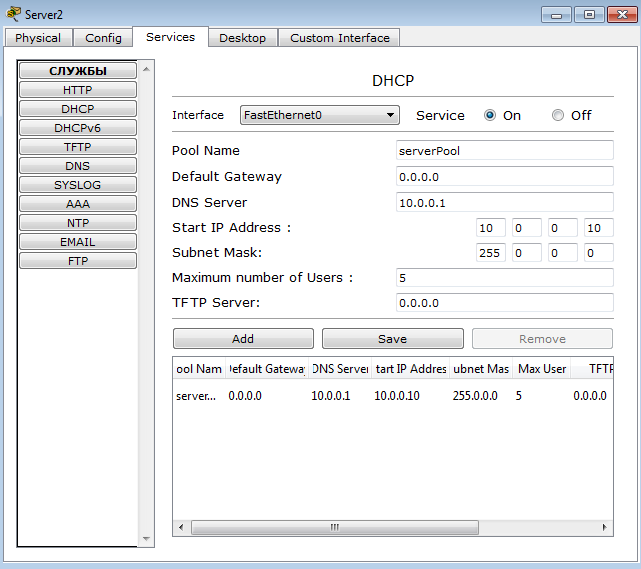 Server2
Physical Config Services Desktop Custom Interface
СЛУЖБЫ
HTTP
DHCP
DHCPv6
TFTP
DNS
SYSLOG
AAA
NTP
EMAIL
FTP
DHCP
Interface FastEthernet0 Service On Off
Pool Name serverPool
Default Gateway 0.0.0.0
DNS Server 10.0.0.1
Start IP Address : 10 0 0 10
Subnet Mask: 255 0 0 0
Maximum number of Users : 5
TFTP Server: 0.0.0.0
Add Save Remove
ool Nam Default Gateway DNS Server tart IP Addres ubnet Mas Max User TFTP
server... 0.0.0.0 10.0.0.1 10.0.0.10 255.0.0.0 5 0.0.0.0